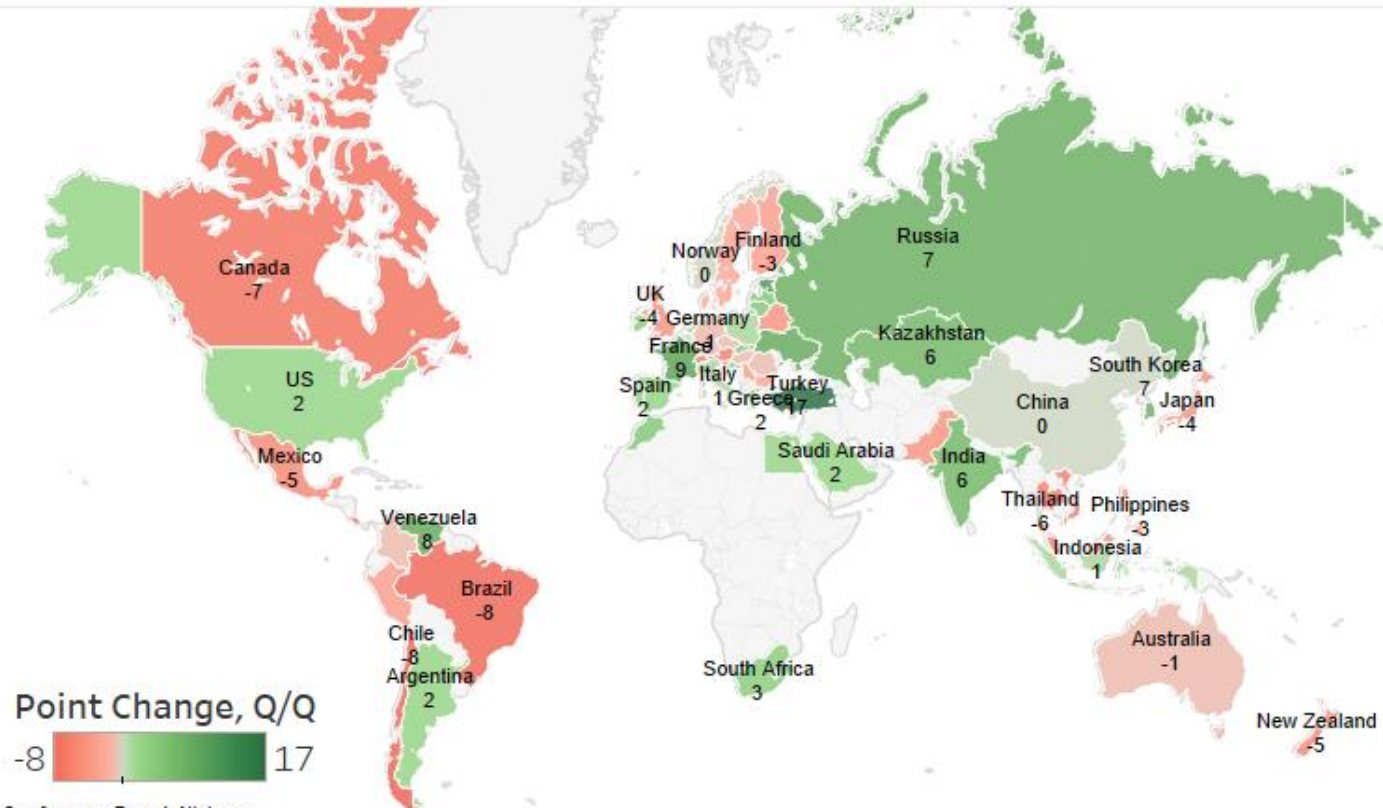 Canada
-7
US
2
Mexico
-5
Venezuela
8
Brazil
-8
Chile
-8
Argentina
2
Norway
0
Finland
-3
UK
-4
Germany
-1
France
9
Spain
2
Italy
1
Greece
2
Turkey
17
Russia
7
Kazakhstan
6
China
0
South Korea
7
Japan
-4
Saudi Arabia
2
India
6
Thailand
-6
Philippines
-3
Indonesia
1
South Africa
3
Australia
-1
New Zealand
-5
Point Change, Q/Q
-8 17